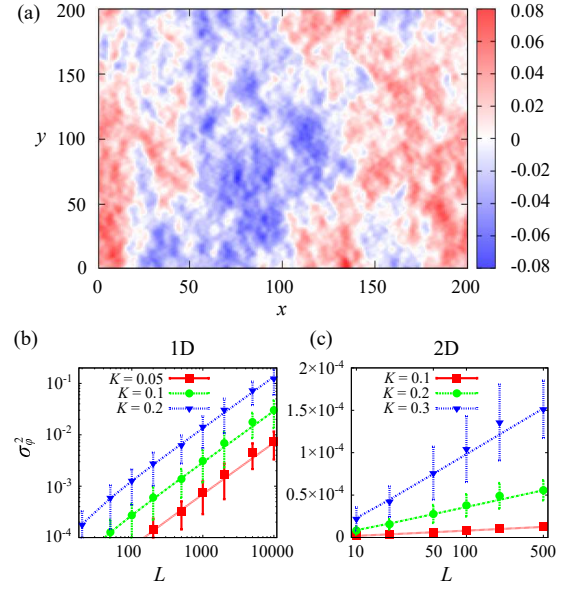 (a)
200
150
y 100
50
0
0 50 100 150 200
x
0.08
0.06
0.04
0.02
0
-0.02
-0.04
-0.06
-0.08
(b) 1D
K = 0.05
K = 0.1
K = 0.2
σφ²
10⁻¹
10⁻²
10⁻³
10⁻⁴
100 1000 10000
L
(c) 2D
K = 0.1
K = 0.2
K = 0.3
2×10⁻⁴
1.5×10⁻⁴
1×10⁻⁴
0.5×10⁻⁴
0
10 50 100 500
L